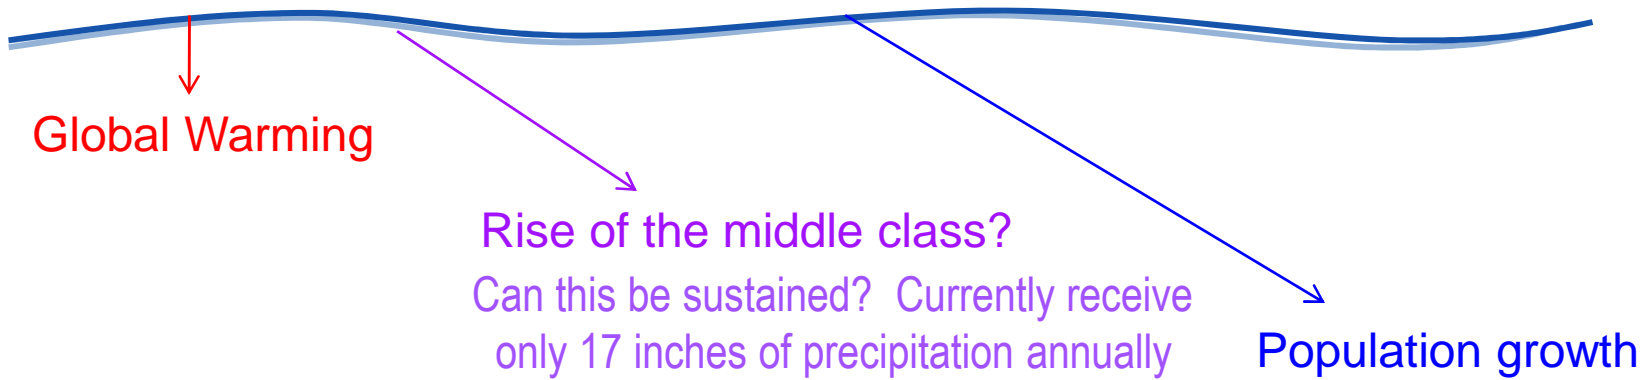 Global Warming
Rise of the middle class?
Can this be sustained?  Currently receive
only 17 inches of precipitation annually
Population growth